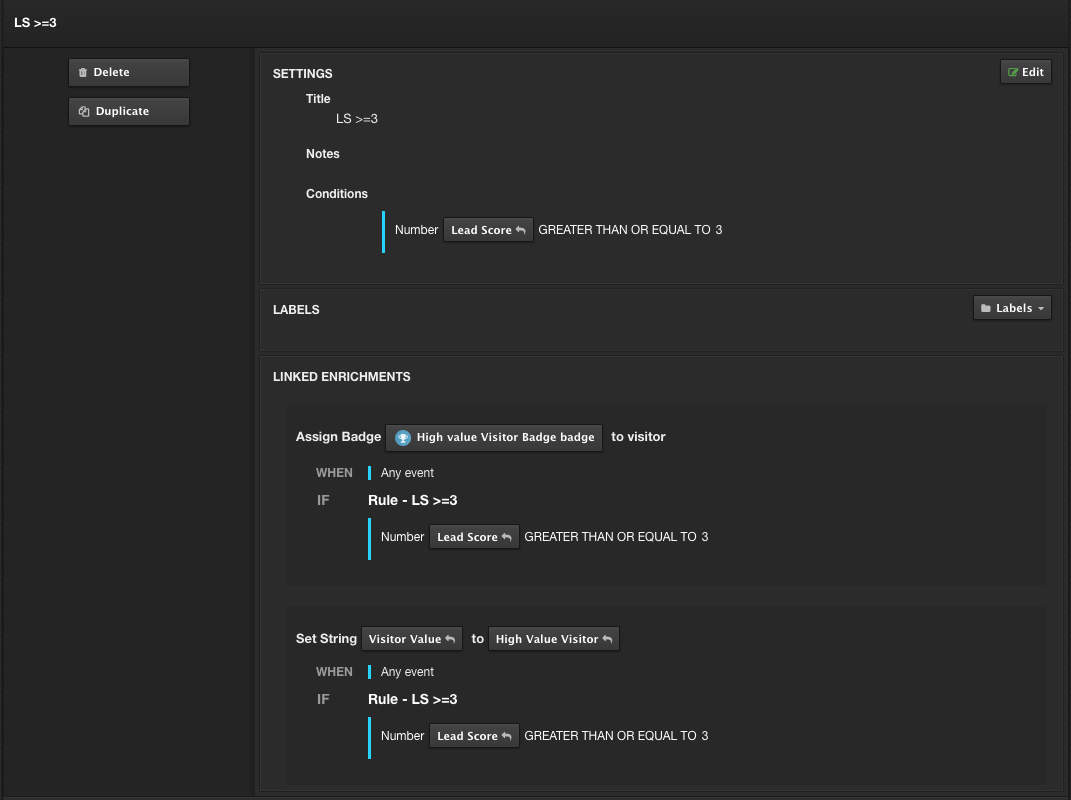 LS >=3
Delete
Duplicate
SETTINGS
Edit
Title
LS >=3
Notes
Conditions
Number Lead Score GREATER THAN OR EQUAL TO 3
LABELS
Labels
LINKED ENRICHMENTS
Assign Badge High value Visitor Badge badge to visitor
WHEN Any event
IF Rule - LS >=3
Number Lead Score GREATER THAN OR EQUAL TO 3
Set String Visitor Value to High Value Visitor
WHEN Any event
IF Rule - LS >=3
Number Lead Score GREATER THAN OR EQUAL TO 3